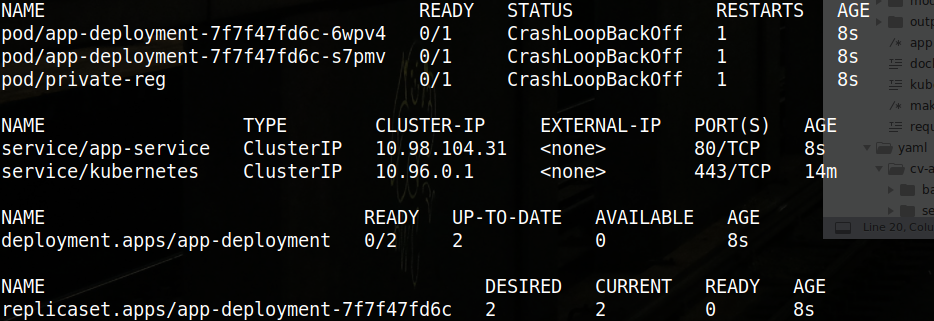 NAME READY STATUS RESTARTS AGE
pod/app-deployment-7f7f47fd6c-6wpv4 0/1 CrashLoopBackOff 1 8s
pod/app-deployment-7f7f47fd6c-s7pmv 0/1 CrashLoopBackOff 1 8s
pod/private-reg 0/1 CrashLoopBackOff 1 8s
NAME TYPE CLUSTER-IP EXTERNAL-IP PORT(S) AGE
service/app-service ClusterIP 10.98.104.31 <none> 80/TCP 8s
service/kubernetes ClusterIP 10.96.0.1 <none> 443/TCP 14m
NAME READY UP-TO-DATE AVAILABLE AGE
deployment.apps/app-deployment 0/2 2 0 8s
NAME DESIRED CURRENT READY AGE
replicaset.apps/app-deployment-7f7f47fd6c 2 2 0 8s
outp
/* app
dock
kub
/* mak
requ
yaml
cv-a
ba
se
Line 20, Colu